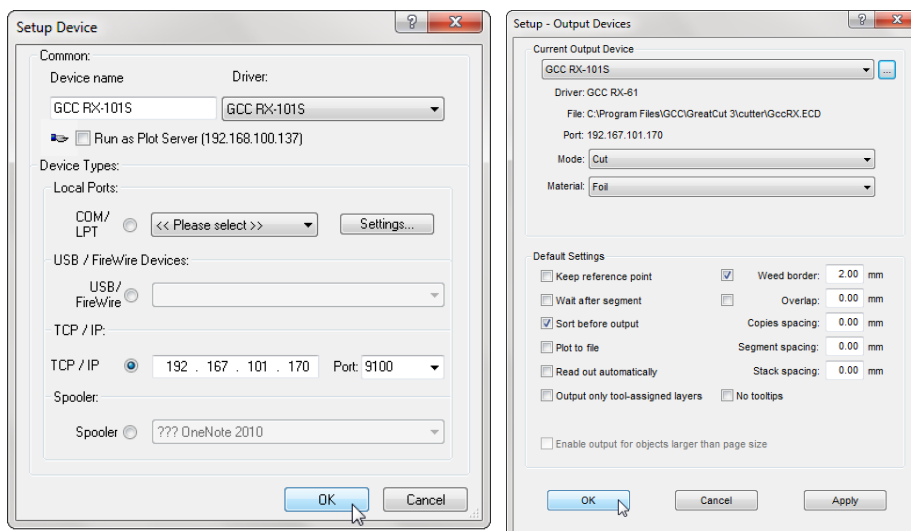 Setup Device
Common:
Device name Driver:
GCC RX-101S GCC RX-101S
Run as Plot Server (192.168.100.137)
Device Types:
Local Ports:
COM/
LPT << Please select >> Settings...
USB / FireWire Devices:
USB/
FireWire
TCP / IP:
TCP / IP 192 . 167 . 101 . 170 Port: 9100
Spooler:
Spooler ??? OneNote 2010
OK Cancel
Setup - Output Devices
Current Output Device
GCC RX-101S ...
Driver: GCC RX-61
File: C:\Program Files\GCC\GreatCut 3\cutter\GccRX.ECD
Port: 192.167.101.170
Mode: Cut
Material: Foil
Default Settings
Keep reference point Weed border: 2.00 mm
Wait after segment Overlap: 0.00 mm
Sort before output Copies spacing: 0.00 mm
Plot to file Segment spacing: 0.00 mm
Read out automatically Stack spacing: 0.00 mm
Output only tool-assigned layers No tooltips
Enable output for objects larger than page size
OK Cancel Apply